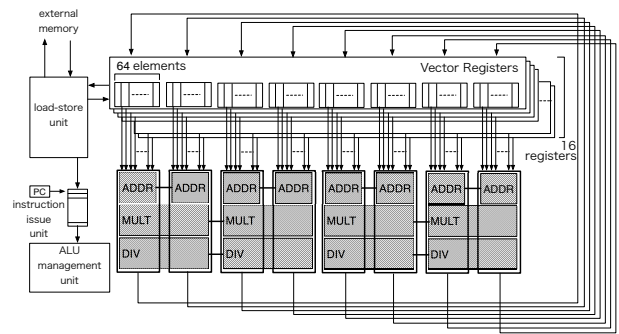 external
memory
64 elements
Vector Registers
load-store
unit
16
registers
PC
instruction
issue
unit
ALU
management
unit
ADDR
ADDR
ADDR
ADDR
ADDR
ADDR
ADDR
ADDR
MULT
MULT
MULT
MULT
DIV
DIV
DIV
DIV